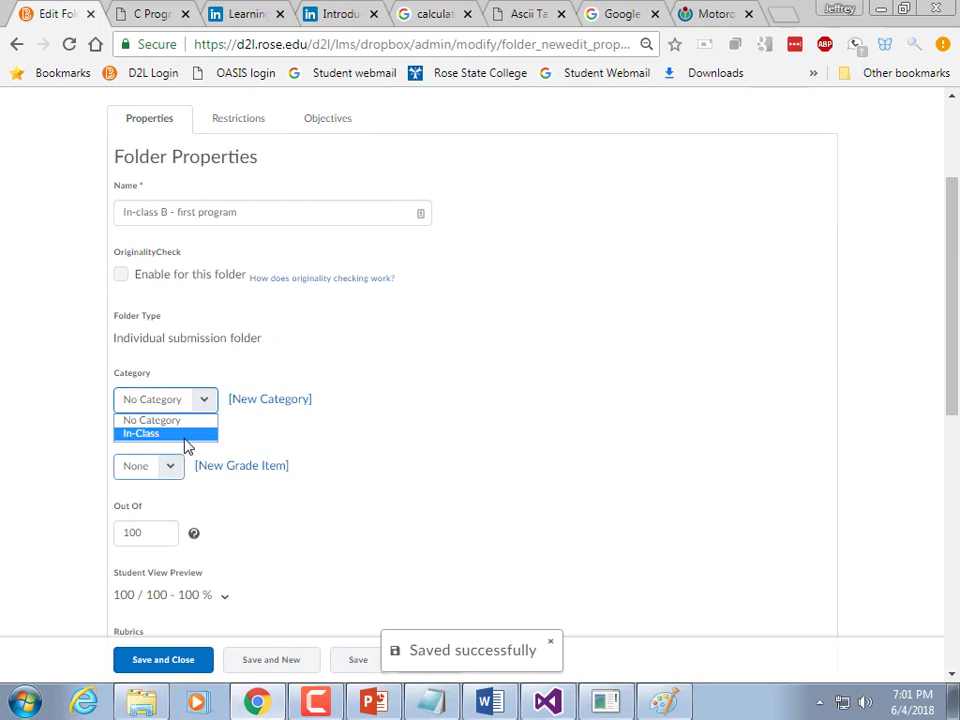 Edit Fol
C Progr
Learning
Introdu
calculat
Ascii Ta
Google
Motoro
Jeffrey
Secure
https://d2l.rose.edu/d2l/lms/dropbox/admin/modify/folder_newedit_prop...
ABP
Bookmarks
D2L Login
OASIS login
Student webmail
Rose State College
Student Webmail
Downloads
»
Other bookmarks
Properties
Restrictions
Objectives
Folder Properties
Name *
In-class B - first program
OriginalityCheck
Enable for this folder How does originality checking work?
Folder Type
Individual submission folder
Category
No Category
[New Category]
No Category
In-Class
None
[New Grade Item]
Out Of
100
Student View Preview
100 / 100 - 100 %
Rubrics
Save and Close
Save and New
Save
Saved successfully
7:01 PM
6/4/2018